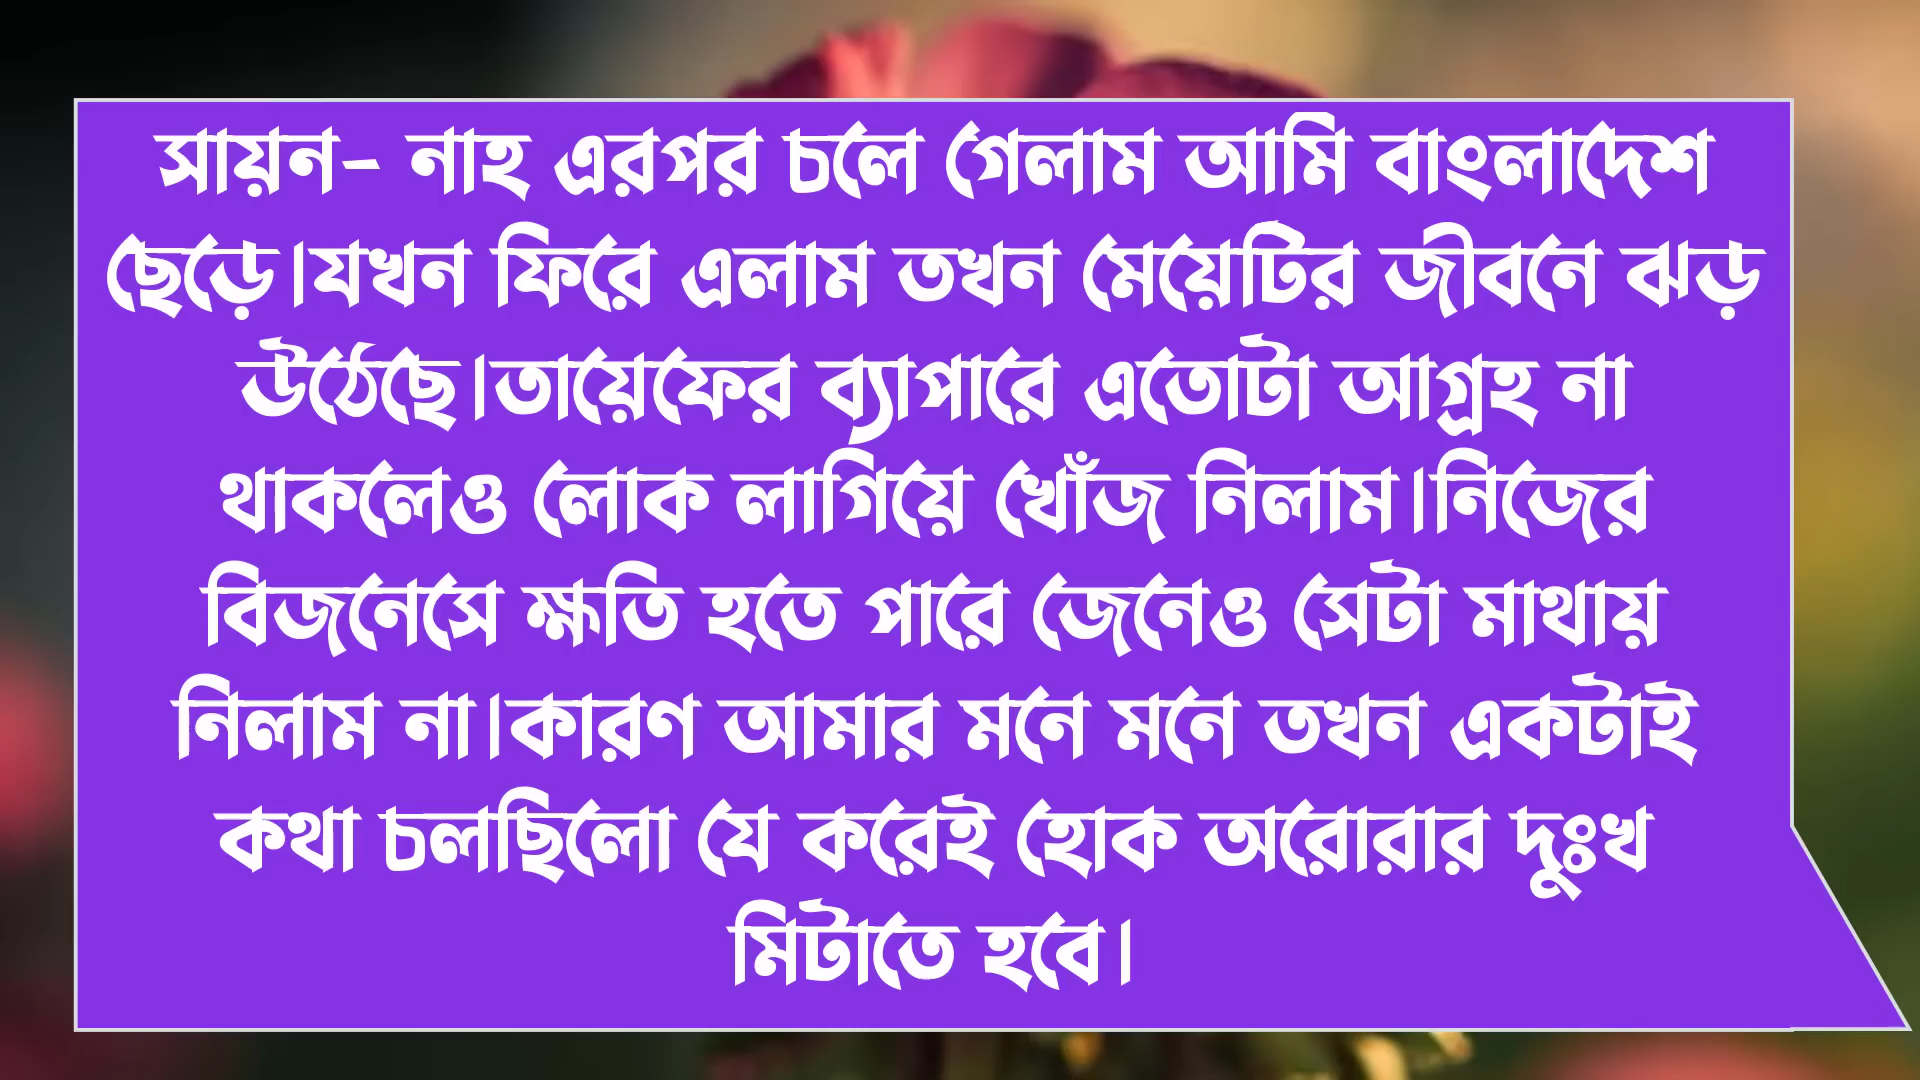 সায়ন- নাহ এরপর চলে গেলাম আমি বাংলাদেশ
ছেড়ে।যখন ফিরে এলাম তখন মেয়েটির জীবনে ঝড়
উঠেছে।তায়েফের ব্যাপারে এতোটা আগ্রহ না
থাকলেও লোক লাগিয়ে খোঁজ নিলাম।নিজের
বিজনেসে ক্ষতি হতে পারে জেনেও সেটা মাথায়
নিলাম না।কারণ আমার মনে মনে তখন একটাই
কথা চলছিলো যে করেই হোক অরোরার দুঃখ
মিটাতে হবে।